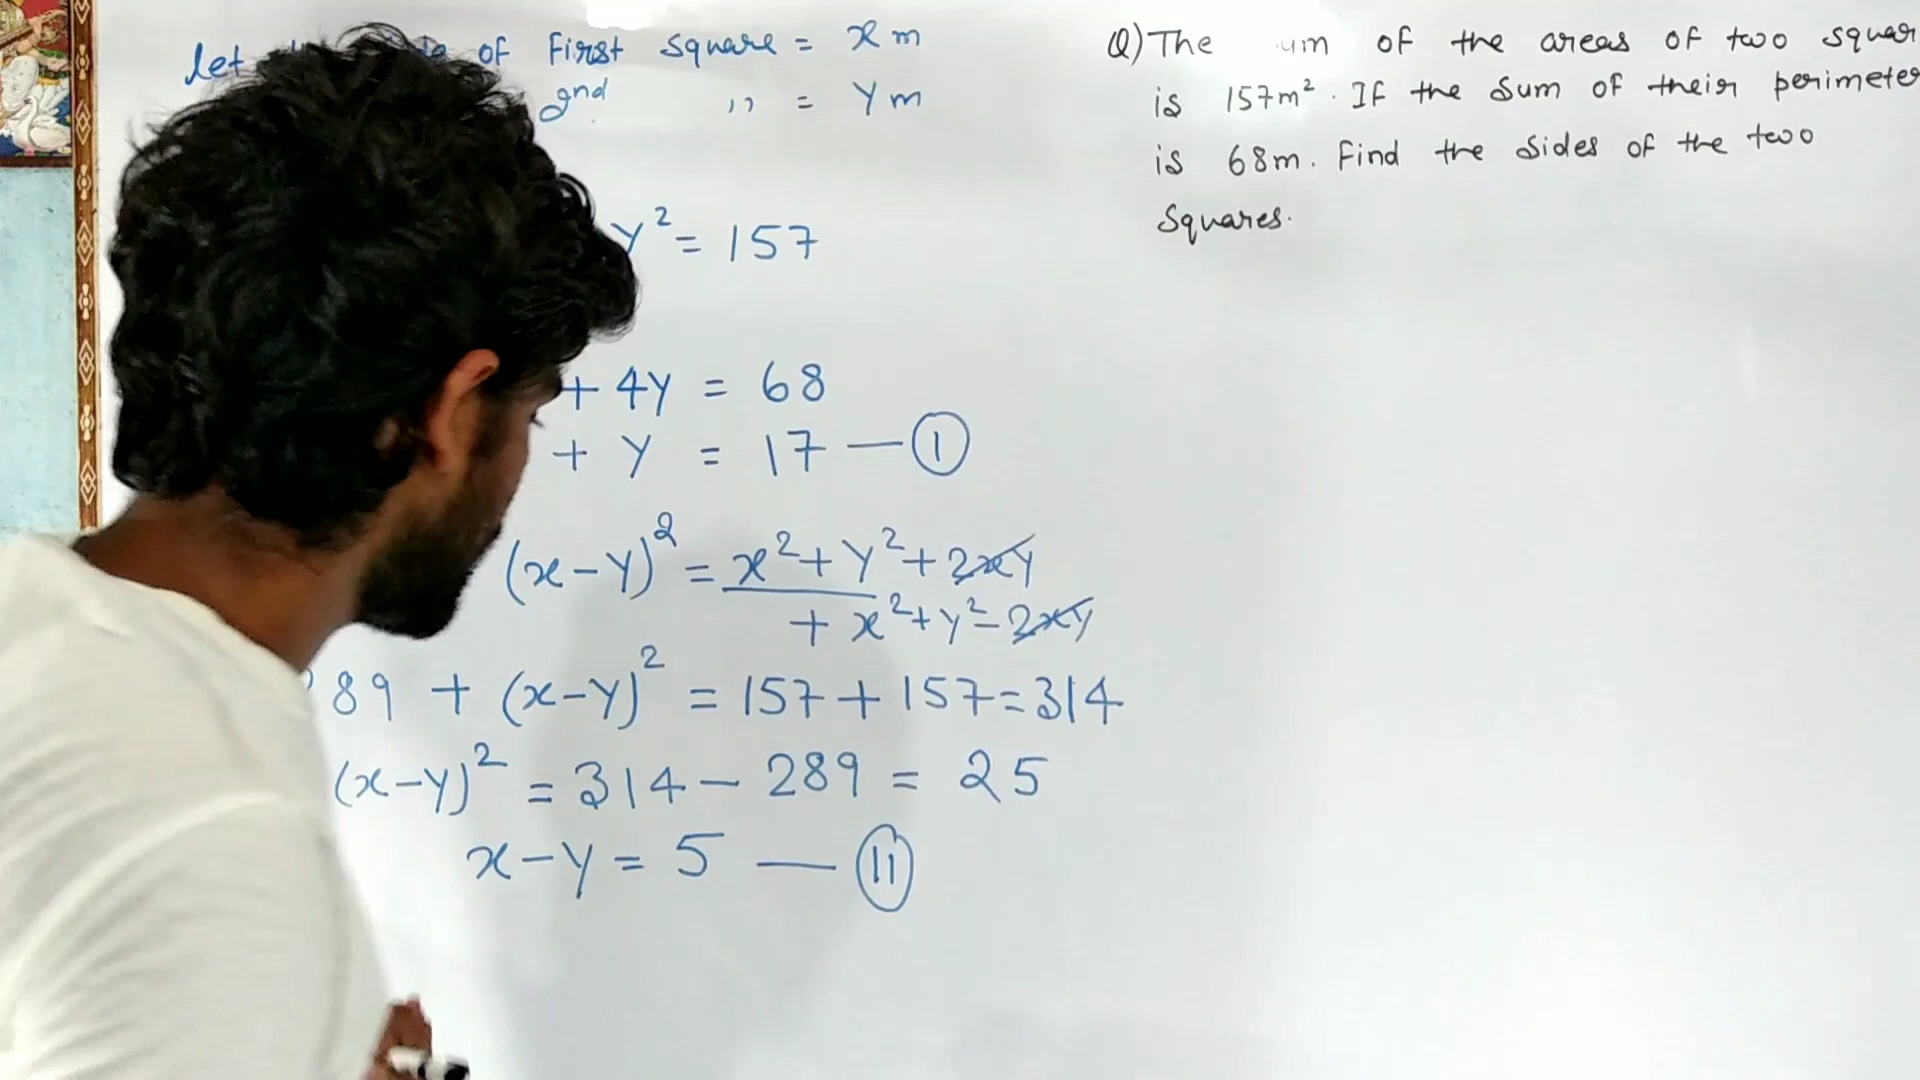 let of First square = x m
2nd " = Y m
Y² = 157
+ 4Y = 68
+ Y = 17 — ①
(x-Y)² = x² + Y² + 2xY
+ x² + y² - 2xy
89 + (x-Y)² = 157 + 157 = 314
(x-Y)² = 314 - 289 = 25
x-Y = 5 — ⑪
Q) The um of the areas of two squar
is 157m². If the Sum of their perimeter
is 68m. Find the sides of the two
Squares.